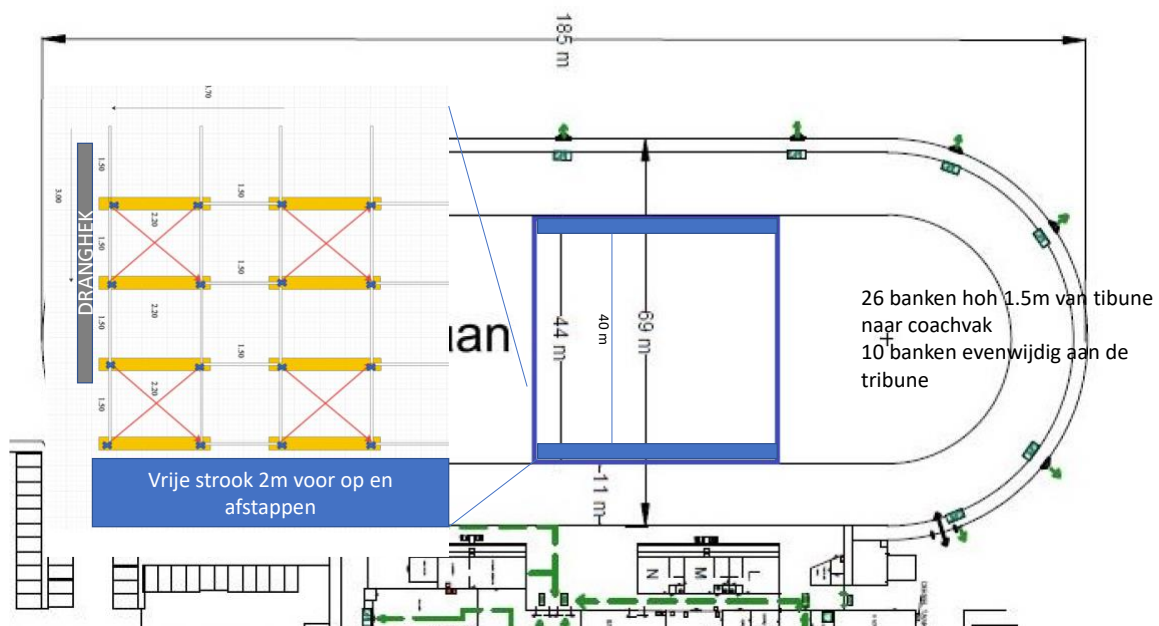 185 m
1.70
1.50
3.00
DRANGHEK
1.50
2.20
1.50
1.50
2.20
1.50
1.50
2.20
1.50
1.50
Vrije strook 2m voor op en
afstappen
44 m
40 m
69 m
11 m
26 banken hoh 1.5m van tibune
naar coachvak
10 banken evenwijdig aan de
tribune
N
M
L